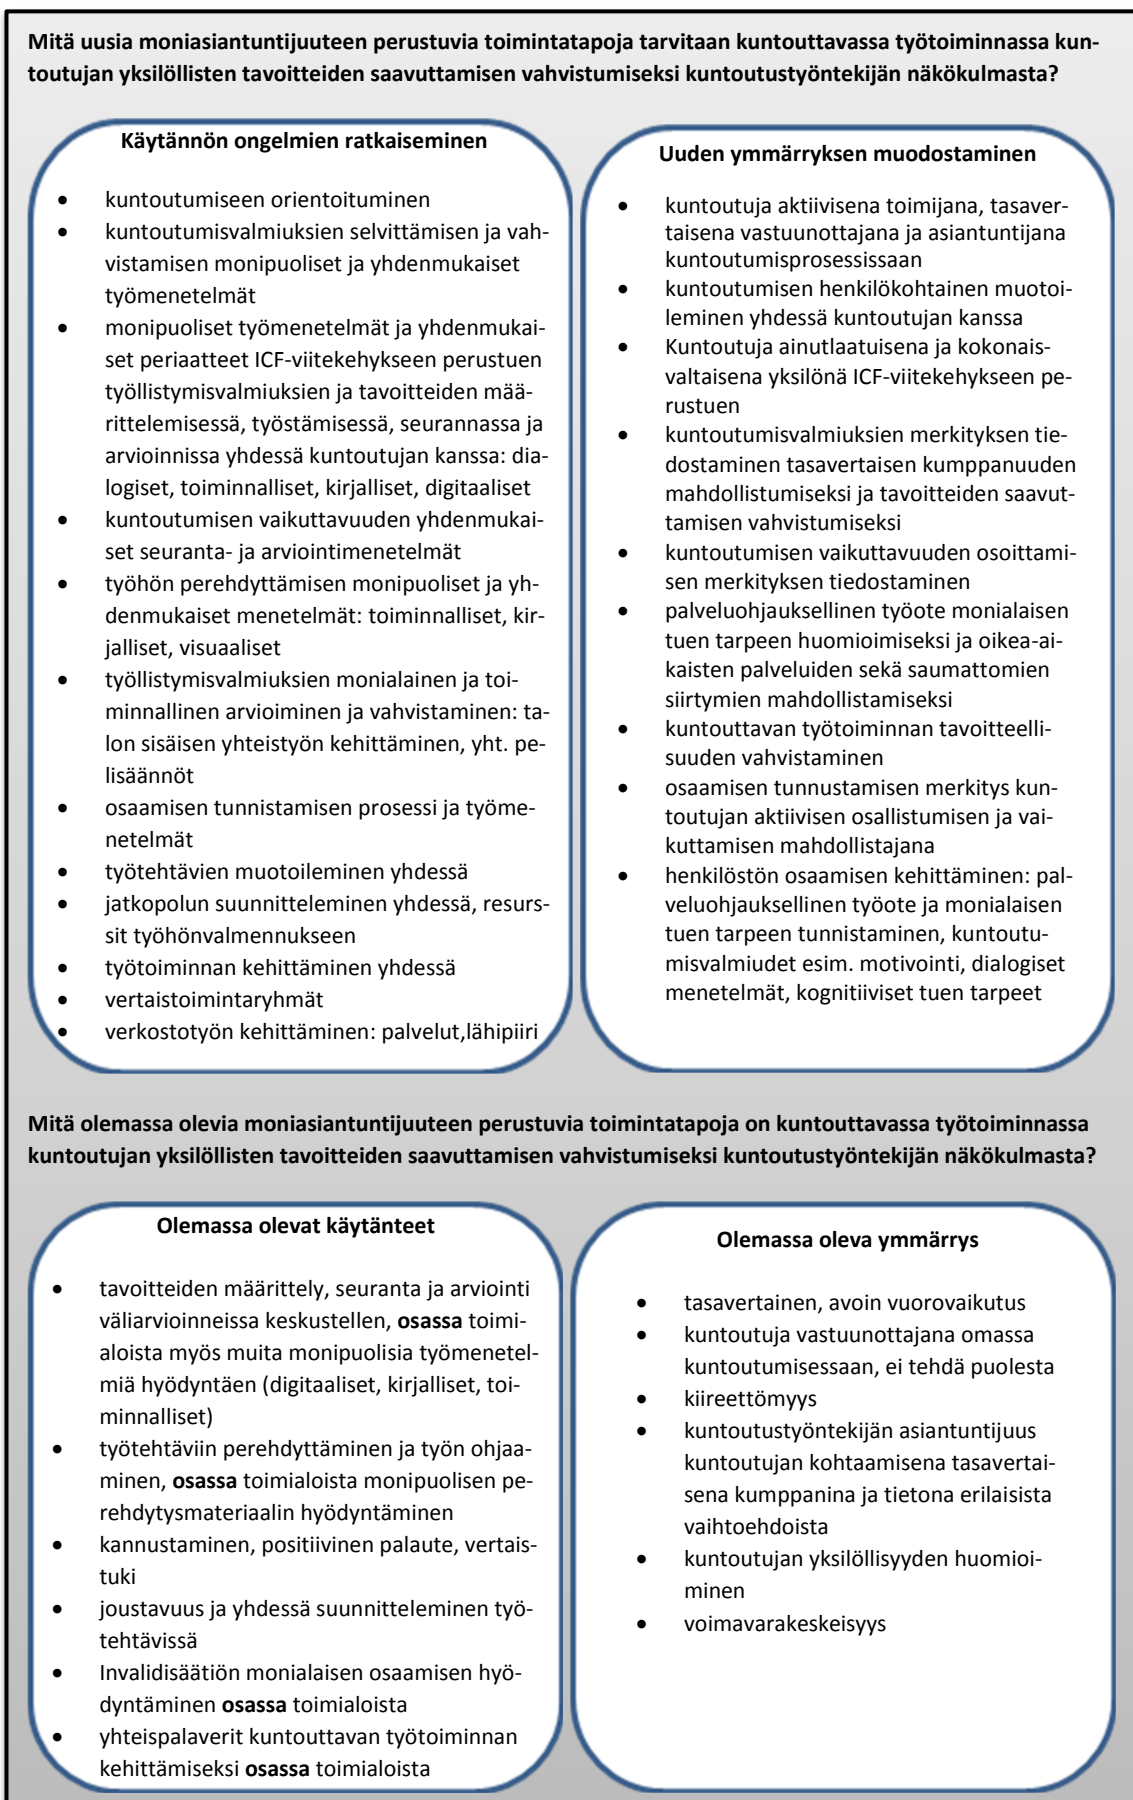 Mitä uusia moniasiantuntijuuteen perustuvia toimintatapoja tarvitaan kuntouttavassa työtoiminnassa kun-
toutujan yksilöllisten tavoitteiden saavuttamisen vahvistumiseksi kuntoutustyöntekijän näkökulmasta?
Käytännön ongelmien ratkaiseminen
• kuntoutumiseen orientoituminen
• kuntoutumisvalmiuksien selvittämisen ja vah-
vistamisen monipuoliset ja yhdenmukaiset
työmenetelmät
• monipuoliset työmenetelmät ja yhdenmukai-
set periaatteet ICF-viitekehykseen perustuen
työllistymisvalmiuksien ja tavoitteiden mää-
rittelemisessä, työstämisessä, seurannassa ja
arvioinnissa yhdessä kuntoutujan kanssa: dia-
logiset, toiminnalliset, kirjalliset, digitaaliset
• kuntoutumisen vaikuttavuuden yhdenmukai-
set seuranta- ja arviointimenetelmät
• työhön perehdyttämisen monipuoliset ja yh-
denmukaiset menetelmät: toiminnalliset, kir-
jalliset, visuaaliset
• työllistymisvalmiuksien monialainen ja toi-
minnallinen arvioiminen ja vahvistaminen: ta-
lon sisäisen yhteistyön kehittäminen, yht. pe-
lisäännöt
• osaamisen tunnistamisen prosessi ja työme-
netelmät
• työtehtävien muotoileminen yhdessä
• jatkopolun suunnitteleminen yhdessä, resurs-
sit työhönvalmennukseen
• työtoiminnan kehittäminen yhdessä
• vertaistoimintaryhmät
• verkostotyön kehittäminen: palvelut,lähipiiri
Uuden ymmärryksen muodostaminen
• kuntoutuja aktiivisena toimijana, tasaver-
taisena vastuunottajana ja asiantuntijana
kuntoutumisprosessissaan
• kuntoutumisen henkilökohtainen muotoi-
leminen yhdessä kuntoutujan kanssa
• Kuntoutuja ainutlaatuisena ja kokonais-
valtaisena yksilönä ICF-viitekehykseen pe-
rustuen
• kuntoutumisvalmiuksien merkityksen tie-
dostaminen tasavertaisen kumppanuuden
mahdollistumiseksi ja tavoitteiden saavut-
tamisen vahvistumiseksi
• kuntoutumisen vaikuttavuuden osoittami-
sen merkityksen tiedostaminen
• palveluohjauksellinen työote monialaisen
tuen tarpeen huomioimiseksi ja oikea-ai-
kaisten palveluiden sekä saumattomien
siirtymien mahdollistamiseksi
• kuntouttavan työtoiminnan tavoitteelli-
suuden vahvistaminen
• osaamisen tunnustamisen merkitys kun-
toutujan aktiivisen osallistumisen ja vai-
kuttamisen mahdollistajana
• henkilöstön osaamisen kehittäminen: pal-
veluohjauksellinen työote ja monialaisen
tuen tarpeen tunnistaminen, kuntoutu-
misvalmiudet esim. motivointi, dialogiset
menetelmät, kognitiiviset tuen tarpeet
Mitä olemassa olevia moniasiantuntijuuteen perustuvia toimintatapoja on kuntouttavassa työtoiminnassa
kuntoutujan yksilöllisten tavoitteiden saavuttamisen vahvistumiseksi kuntoutustyöntekijän näkökulmasta?
Olemassa olevat käytänteet
• tavoitteiden määrittely, seuranta ja arviointi
väliarvioinneissa keskustellen, osassa toimi-
aloista myös muita monipuolisia työmenetel-
miä hyödyntäen (digitaaliset, kirjalliset, toi-
minnalliset)
• työtehtäviin perehdyttäminen ja työn ohjaa-
minen, osassa toimialoista monipuolisen pe-
rehdytysmateriaalin hyödyntäminen
• kannustaminen, positiivinen palaute, vertais-
tuki
• joustavuus ja yhdessä suunnitteleminen työ-
tehtävissä
• Invalidisäätiön monialaisen osaamisen hyö-
dyntäminen osassa toimialoista
• yhteispalaverit kuntouttavan työtoiminnan
kehittämiseksi osassa toimialoista
Olemassa oleva ymmärrys
• tasavertainen, avoin vuorovaikutus
• kuntoutuja vastuunottajana omassa
kuntoutumisessaan, ei tehdä puolesta
• kiireettömyys
• kuntoutustyöntekijän asiantuntijuus
kuntoutujan kohtaamisena tasavertai-
sena kumppanina ja tietona erilaisista
vaihtoehdoista
• kuntoutujan yksilöllisyyden huomioi-
minen
• voimavarakeskeisyys